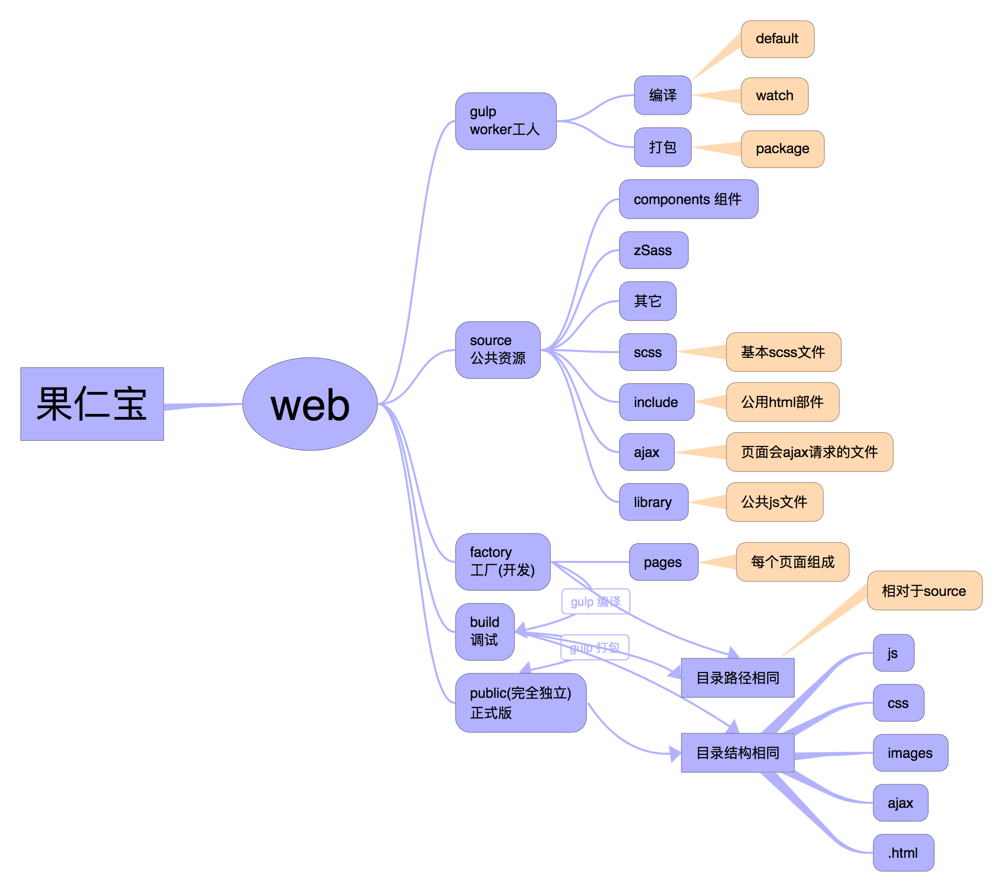 果仁宝
web
gulp
worker工人
编译
default
watch
打包
package
source
公共资源
components 组件
zSass
其它
scss
基本scss文件
include
公用html部件
ajax
页面会ajax请求的文件
library
公共js文件
factory
工厂(开发)
pages
每个页面组成
gulp 编译
build
调试
gulp 打包
public(完全独立)
正式版
目录路径相同
相对于source
目录结构相同
js
css
images
ajax
.html